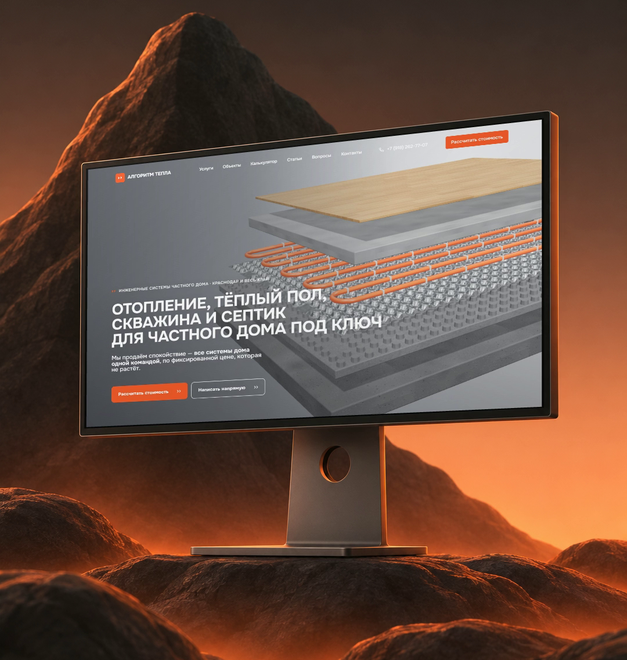 АЛГОРИТМ ТЕПЛА
Услуги Объекты Калькулятор Статьи Вопросы Контакты
Рассчитать стоимость
ИНЖЕНЕРНЫЕ СИСТЕМЫ ЧАСТНОГО ДОМА · КРАСНОДАР И
ОТОПЛЕНИЕ, ТЁПЛЫЙ ПОЛ,
СКВАЖИНА И СЕПТИК
ДЛЯ ЧАСТНОГО ДОМА ПОД КЛЮЧ
Мы продаём спокойствие — все системы дома
одной командой, по фиксированной цене, которая
не растёт.
Рассчитать стоимость
Написать напрямую